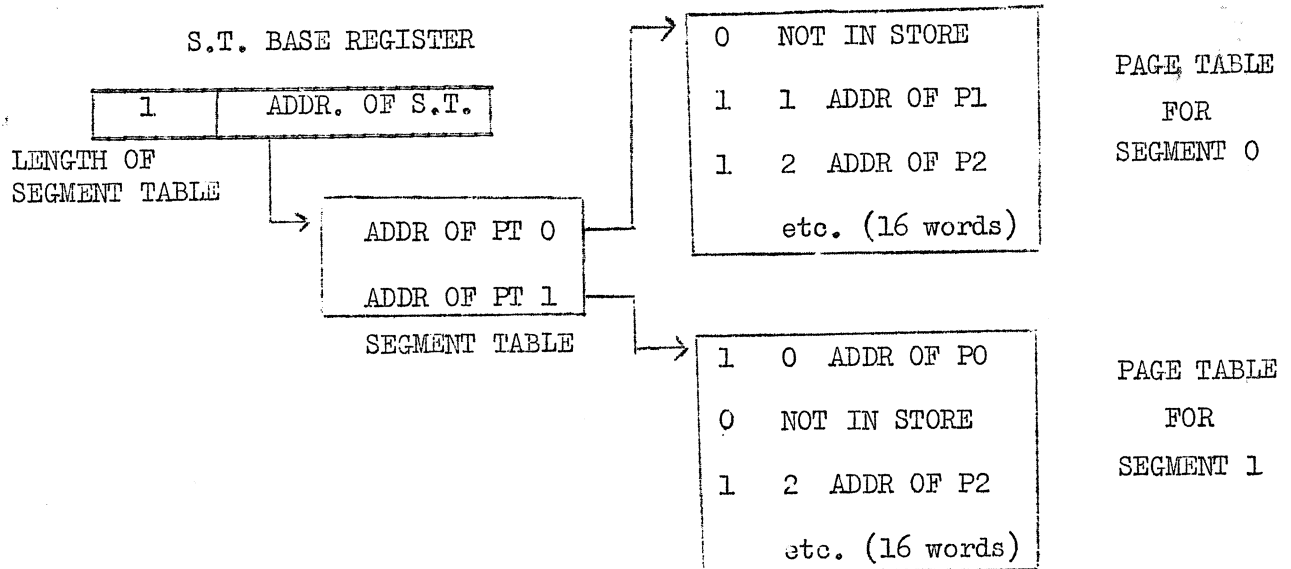 S.T. BASE REGISTER
1 ADDR. OF S.T.
LENGTH OF
SEGMENT TABLE
ADDR OF PT 0
ADDR OF PT 1
SEGMENT TABLE
0 NOT IN STORE
1 1 ADDR OF P1
1 2 ADDR OF P2
etc. (16 words)
PAGE TABLE
FOR
SEGMENT 0
1 0 ADDR OF P0
0 NOT IN STORE
1 2 ADDR OF P2
etc. (16 words)
PAGE TABLE
FOR
SEGMENT 1